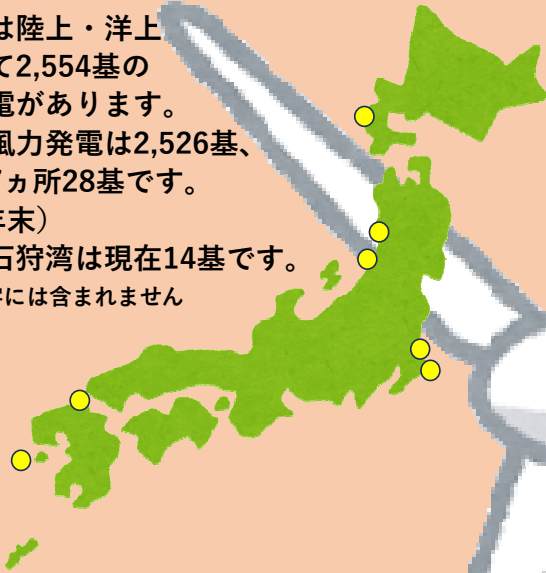 は陸上・洋上
て2,554基の
電があります。
風力発電は2,526基、
ヵ所28基です。
年末）
石狩湾は現在14基です。
には含まれません